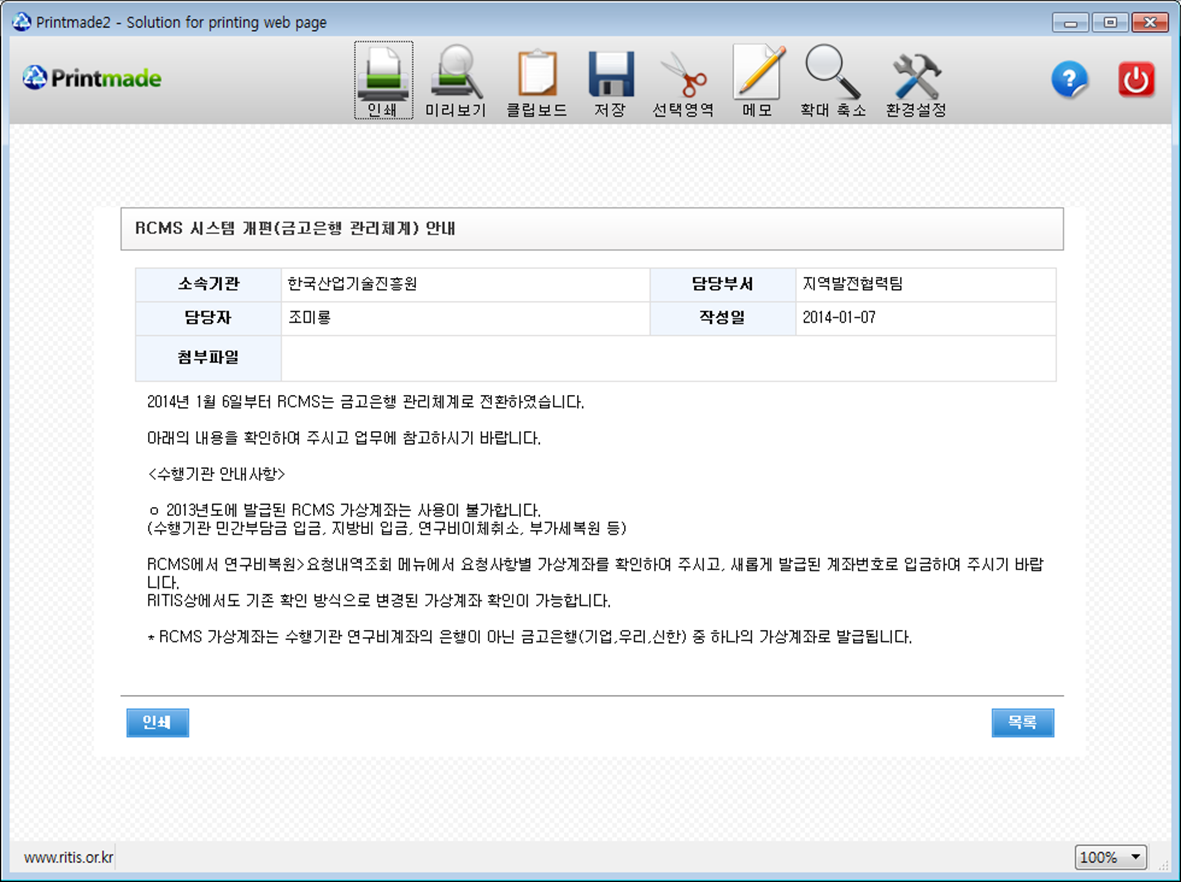 Printmade2 - Solution for printing web page
Printmade
인쇄 미리보기 클립보드 저장 선택영역 메모 확대 축소 환경설정
RCMS 시스템 개편(금고은행 관리체계) 안내
소속기관 한국산업기술진흥원 담당부서 지역발전협력팀
담당자 조미롱 작성일 2014-01-07
첨부파일
2014년 1월 6일부터 RCMS는 금고은행 관리체계로 전환하였습니다.
아래의 내용을 확인하여 주시고 업무에 참고하시기 바랍니다.
<수행기관 안내사항>
ㅇ 2013년도에 발급된 RCMS 가상계좌는 사용이 불가합니다.
(수행기관 민간부담금 입금, 지방비 입금, 연구비이체취소, 부가세복원 등)
RCMS에서 연구비복원>요청내역조회 메뉴에서 요청사항별 가상계좌를 확인하여 주시고, 새롭게 발급된 계좌번호로 입금하여 주시기 바랍
니다.
RITIS상에서도 기존 확인 방식으로 변경된 가상계좌 확인이 가능합니다.
* RCMS 가상계좌는 수행기관 연구비계좌의 은행이 아닌 금고은행(기업,우리,신한) 중 하나의 가상계좌로 발급됩니다.
인쇄 목록
www.ritis.or.kr 100%